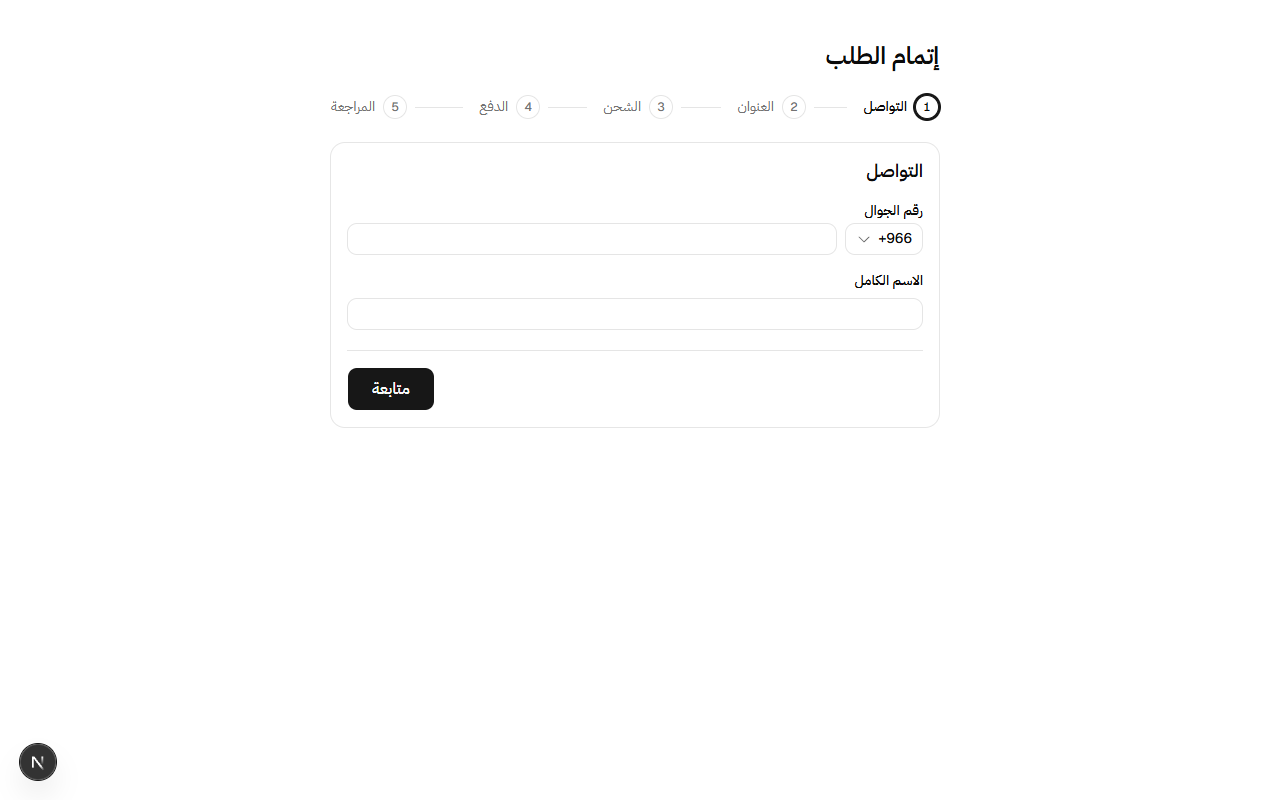 إتمام الطلب
1 التواصل 2 العنوان 3 الشحن 4 الدفع 5 المراجعة
التواصل
رقم الجوال
+966
الاسم الكامل
متابعة
N